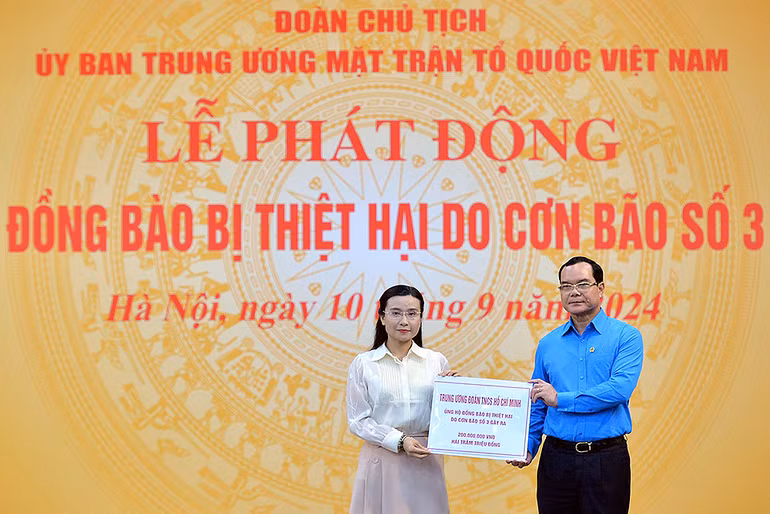 ĐOÀN CHỦ TỊCH
ỦY BAN TRUNG ƯƠNG MẶT TRẬN TỔ QUỐC VIỆT NAM
LỄ PHÁT ĐỘNG
ĐỒNG BÀO BỊ THIỆT HẠI DO CƠN BÃO SỐ 3
Hà Nội, ngày 10 tháng 9 năm 2024
TRUNG ƯƠNG ĐOÀN TNCS HỒ CHÍ MINH
ỦNG HỘ ĐỒNG BÀO BỊ THIỆT HẠI
DO CƠN BÃO SỐ 3 GÂY RA
200.000.000 VNĐ
HAI TRĂM TRIỆU ĐỒNG